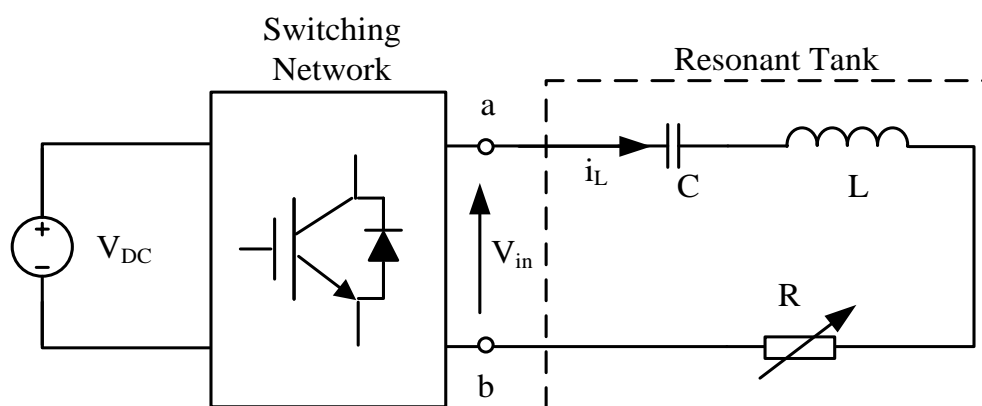 Switching
Network
Resonant Tank
a
i_L
C
L
V_DC
V_in
R
b